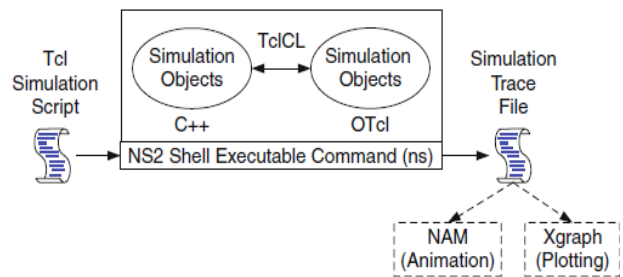 Tcl
Simulation
Script
TclCL
Simulation
Objects
Simulation
Objects
C++
OTcl
NS2 Shell Executable Command (ns)
Simulation
Trace
File
NAM
(Animation)
Xgraph
(Plotting)